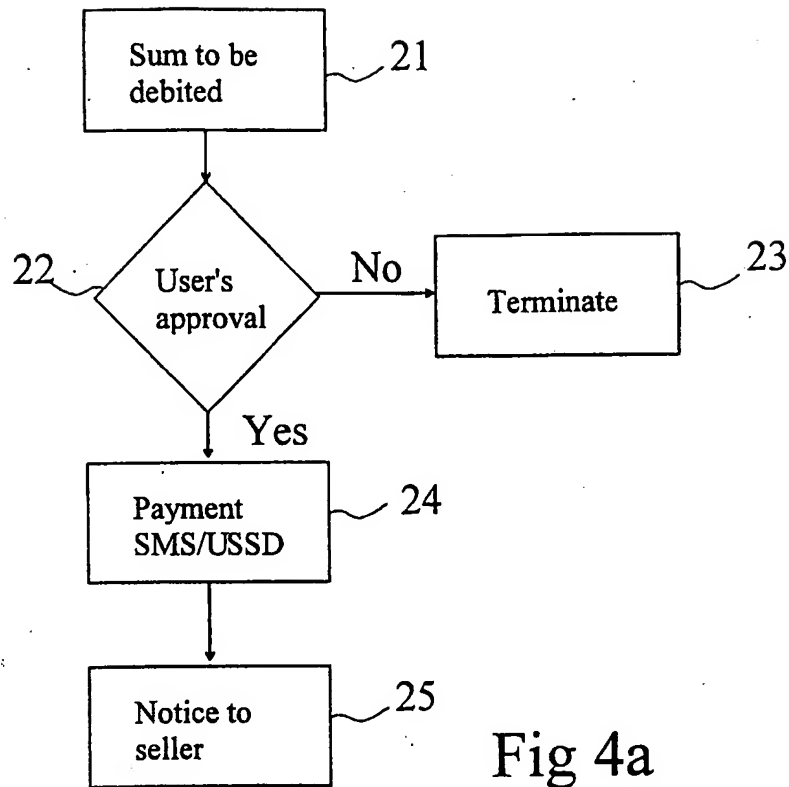 Sum to be
debited
21
22
User's
approval
No
Terminate
23
Yes
Payment
SMS/USSD
24
Notice to
seller
25
Fig 4a